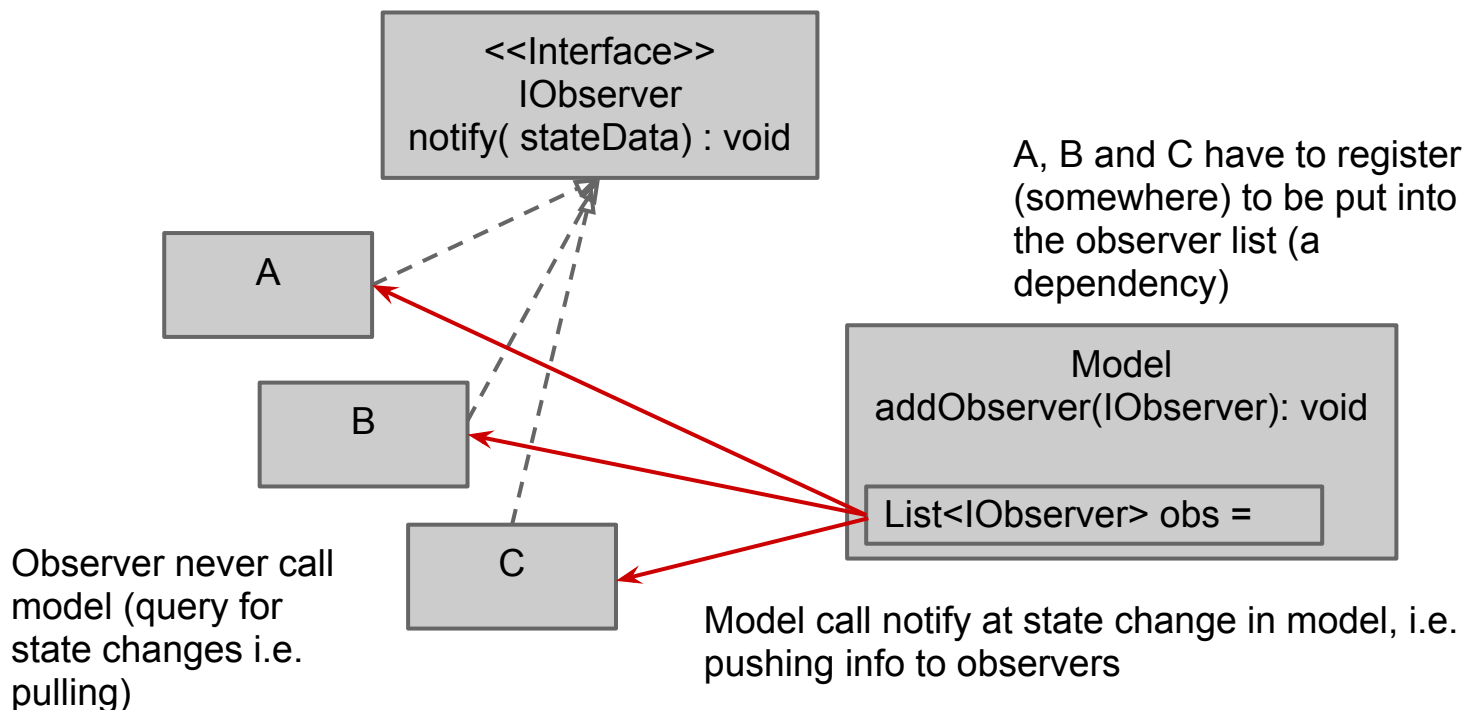 <<Interface>>
IObserver
notify( stateData) : void
A, B and C have to register
(somewhere) to be put into
the observer list (a
dependency)
A
B
C
Model
addObserver(IObserver): void
List<IObserver> obs =
Observer never call
model (query for
state changes i.e.
pulling)
Model call notify at state change in model, i.e.
pushing info to observers